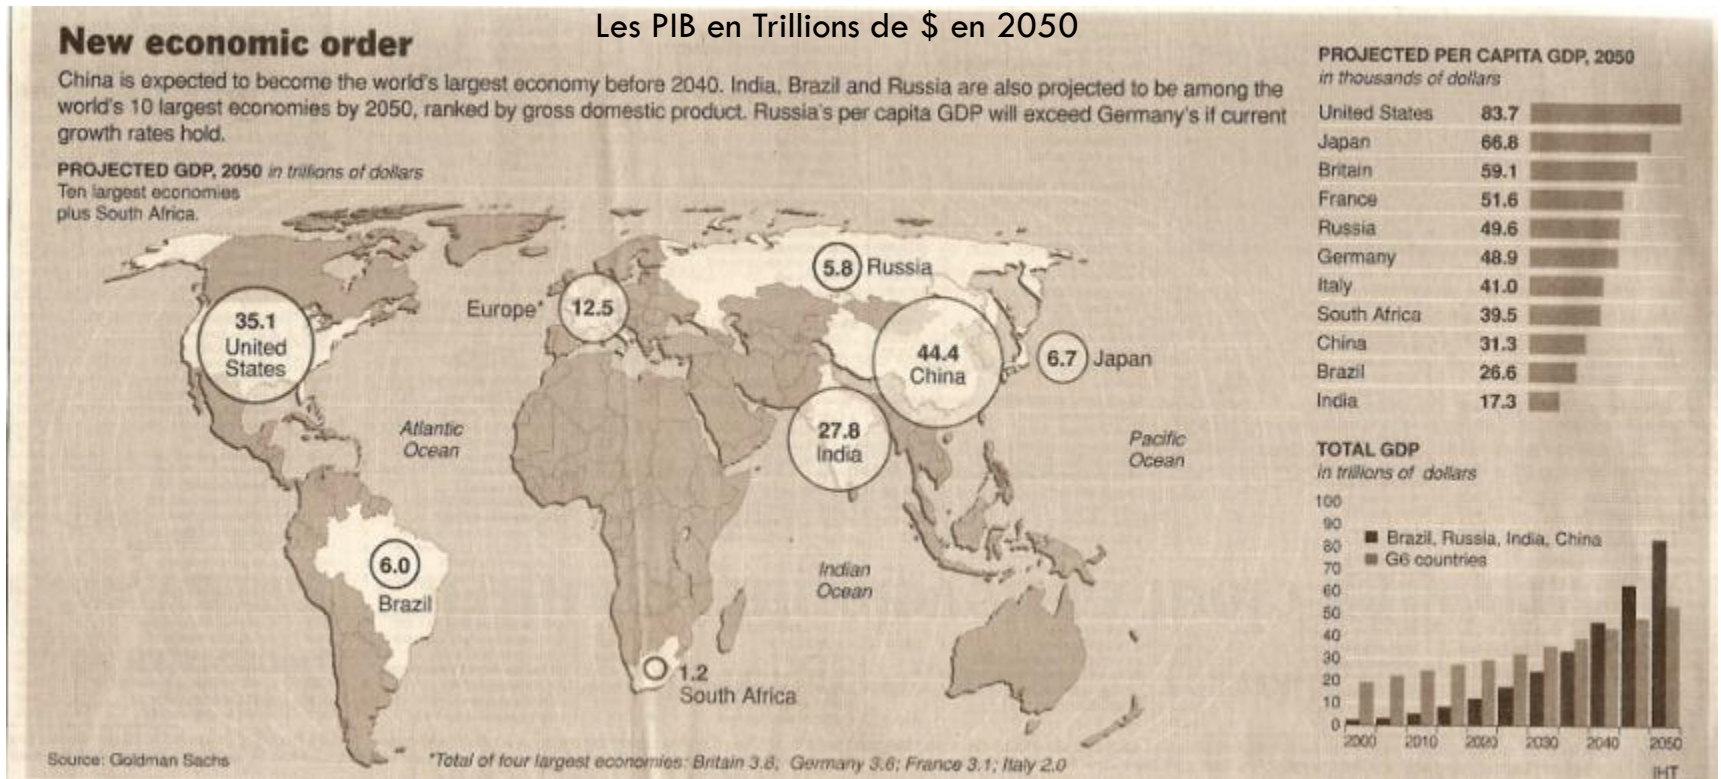 Les PIB en Trillions de $ en 2050
New economic order
China is expected to become the world's largest economy before 2040. India, Brazil and Russia are also projected to be among the
world's 10 largest economies by 2050, ranked by gross domestic product. Russia's per capita GDP will exceed Germany's if current
growth rates hold.
PROJECTED GDP, 2050 in trillions of dollars
Ten largest economies
plus South Africa.
35.1
United
States
Europe*
12.5
5.8 Russia
44.4
China
6.7 Japan
27.8
India
Atlantic
Ocean
Pacific
Ocean
6.0
Brazil
Indian
Ocean
1.2
South Africa
Source: Goldman Sachs
*Total of four largest economies: Britain 3.8; Germany 3.6; France 3.1; Italy 2.0
PROJECTED PER CAPITA GDP, 2050
in thousands of dollars
United States 83.7
Japan 66.8
Britain 59.1
France 51.6
Russia 49.6
Germany 48.9
Italy 41.0
South Africa 39.5
China 31.3
Brazil 26.6
India 17.3
TOTAL GDP
in trillions of dollars
100
90
80
70
60
50
40
30
20
10
0
Brazil, Russia, India, China
G6 countries
2000 2010 2020 2030 2040 2050
IHT